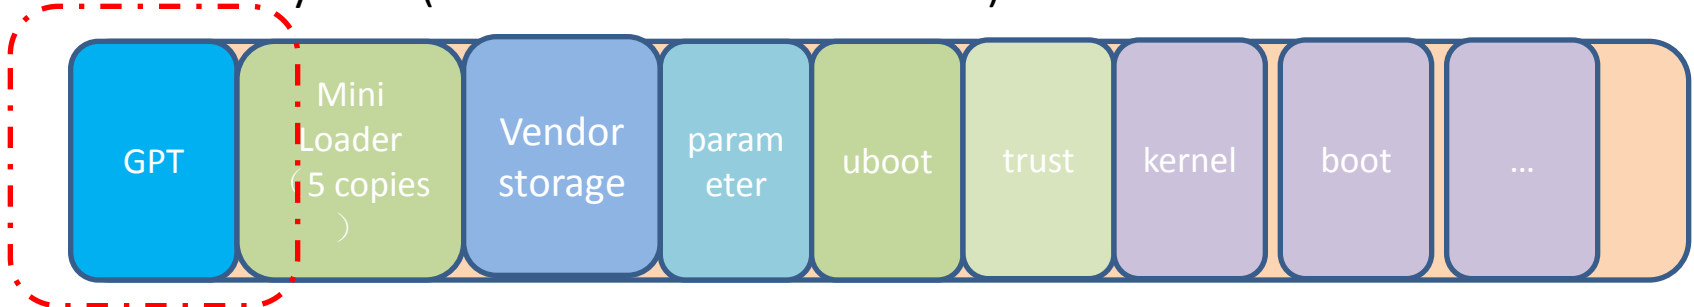 GPT
Mini
Loader
（5 copies
）
Vendor
storage
param
eter
uboot
trust
kernel
boot
...